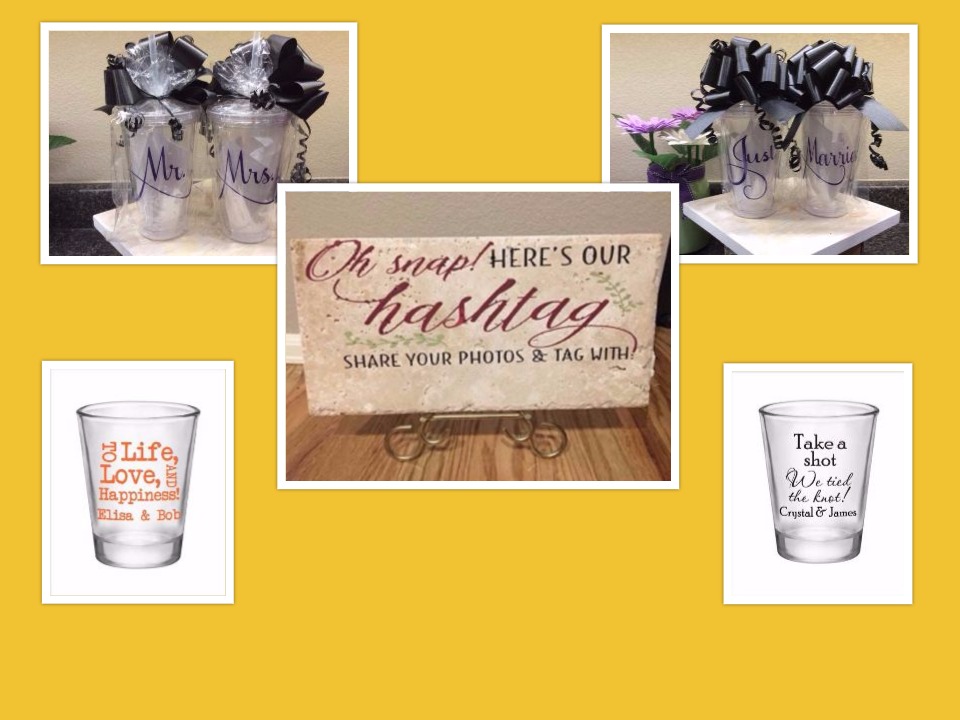 Mr.
Mrs.
Just
Marrie
Oh snap! HERE'S OUR
hashtag
SHARE YOUR PHOTOS & TAG WITH:
~
TO Life,
Love, AND
Happiness!
Elisa & Bob
Take a
shot
We tied
the knot!
Crystal & James